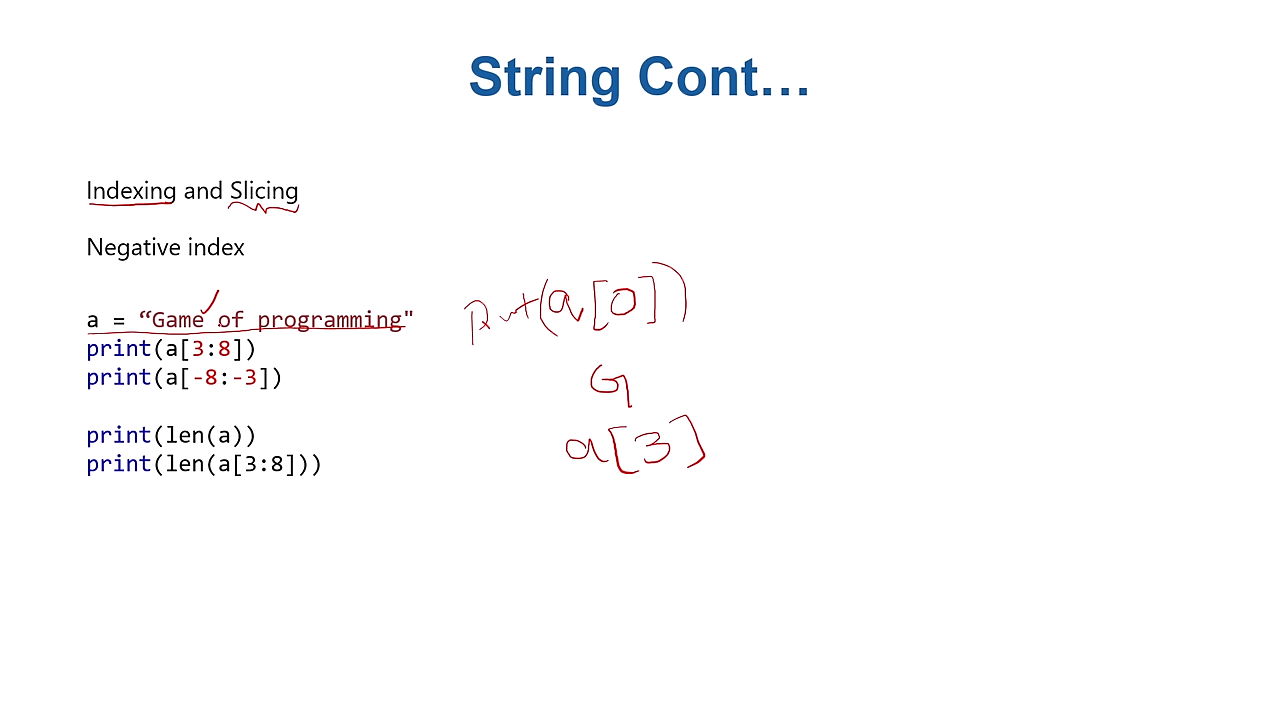 String Cont…
Indexing and Slicing
Negative index
a = “Game of programming"
print(a[3:8])
print(a[-8:-3])
print(len(a))
print(len(a[3:8]))
(a[0])
G
a[3]